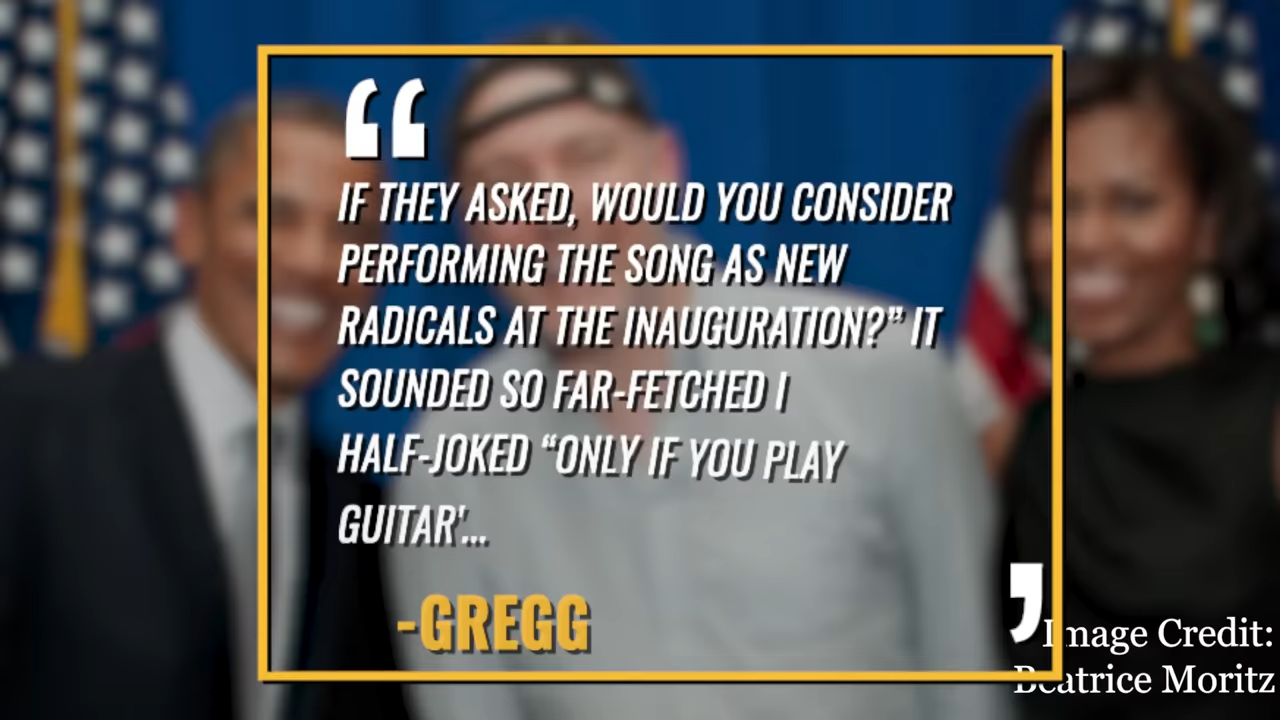 “
IF THEY ASKED, WOULD YOU CONSIDER
PERFORMING THE SONG AS NEW
RADICALS AT THE INAUGURATION?” IT
SOUNDED SO FAR-FETCHED I
HALF-JOKED “ONLY IF YOU PLAY
GUITAR'...
-GREGG
’
Image Credit:
Beatrice Moritz